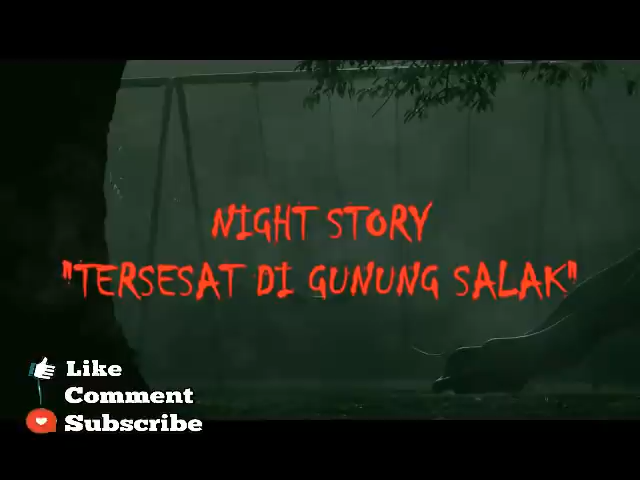 NIGHT STORY
"TERSESAT DI GUNUNG SALAK"
Like
Comment
Subscribe